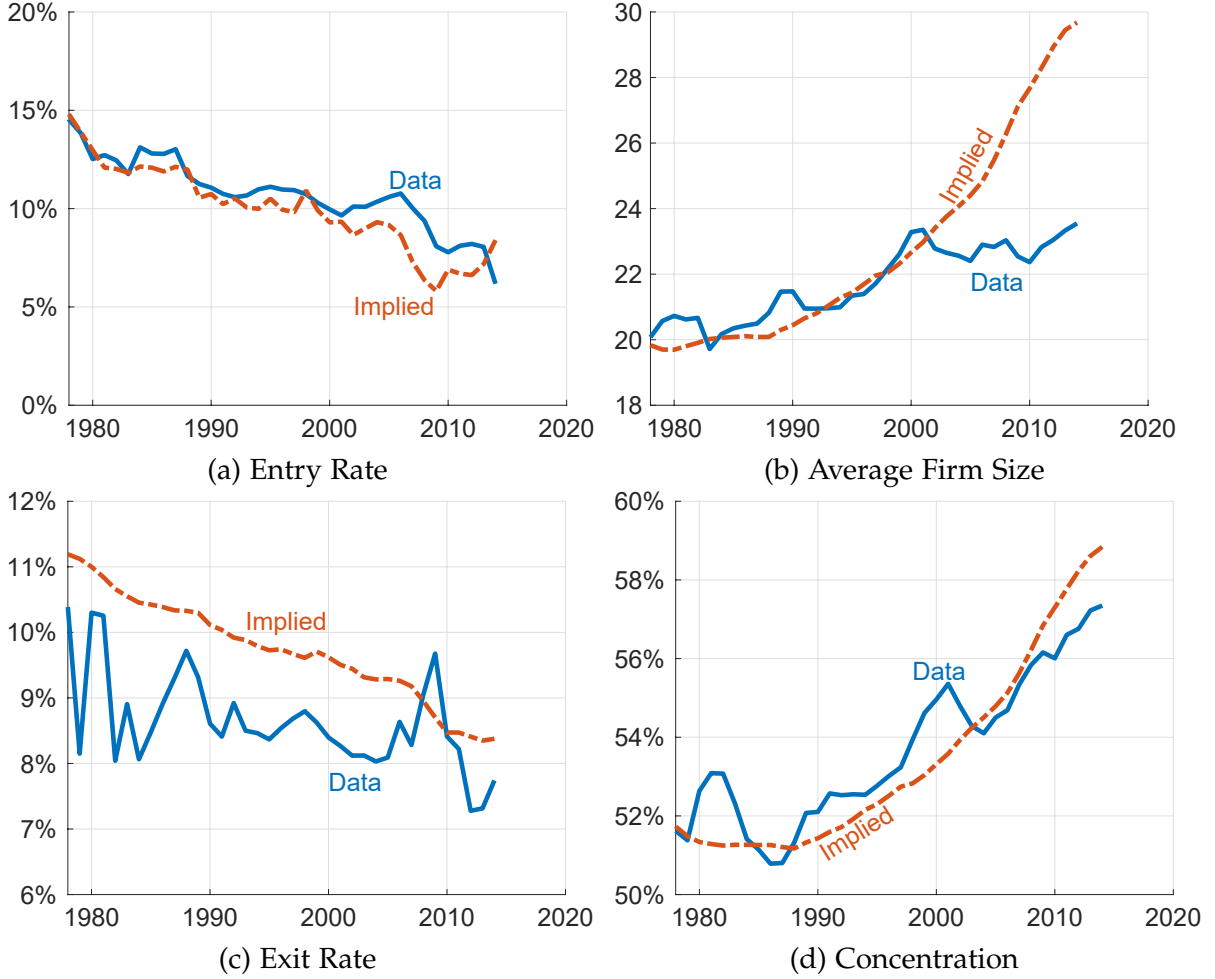 20%
15%
10%
5%
0%
Data
Implied
1980 1990 2000 2010 2020
(a) Entry Rate
30
28
26
24
22
20
18
Implied
Data
1980 1990 2000 2010 2020
(b) Average Firm Size
12%
11%
10%
9%
8%
7%
6%
Implied
Data
1980 1990 2000 2010 2020
(c) Exit Rate
60%
58%
56%
54%
52%
50%
Data
Implied
1980 1990 2000 2010 2020
(d) Concentration